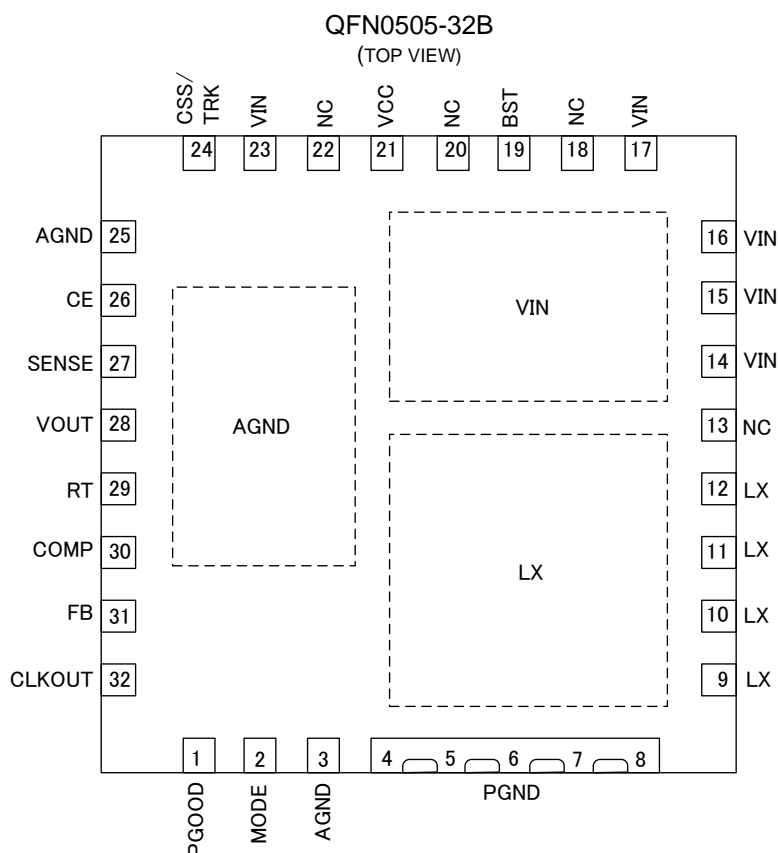 QFN0505-32B
(TOP VIEW)
CSS/
TRK
VIN
NC
VCC
NC
BST
NC
VIN
24 23 22 21 20 19 18 17
AGND 25
CE 26
SENSE 27
VOUT 28
RT 29
COMP 30
FB 31
CLKOUT 32
VIN
AGND
LX
16 VIN
15 VIN
14 VIN
13 NC
12 LX
11 LX
10 LX
9 LX
1 2 3 4 5 6 7 8
PGOOD
MODE
AGND
PGND